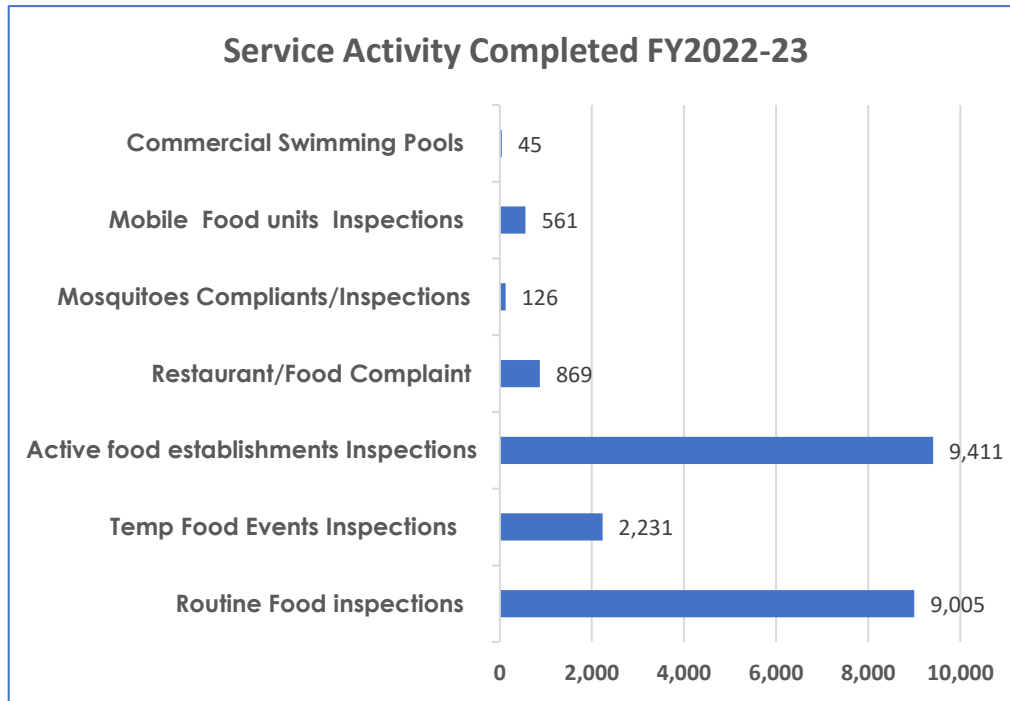 Service Activity Completed FY2022-23
Commercial Swimming Pools 45
Mobile Food units Inspections 561
Mosquitoes Compliants/Inspections 126
Restaurant/Food Complaint 869
Active food establishments Inspections 9,411
Temp Food Events Inspections 2,231
Routine Food inspections 9,005
0 2,000 4,000 6,000 8,000 10,000